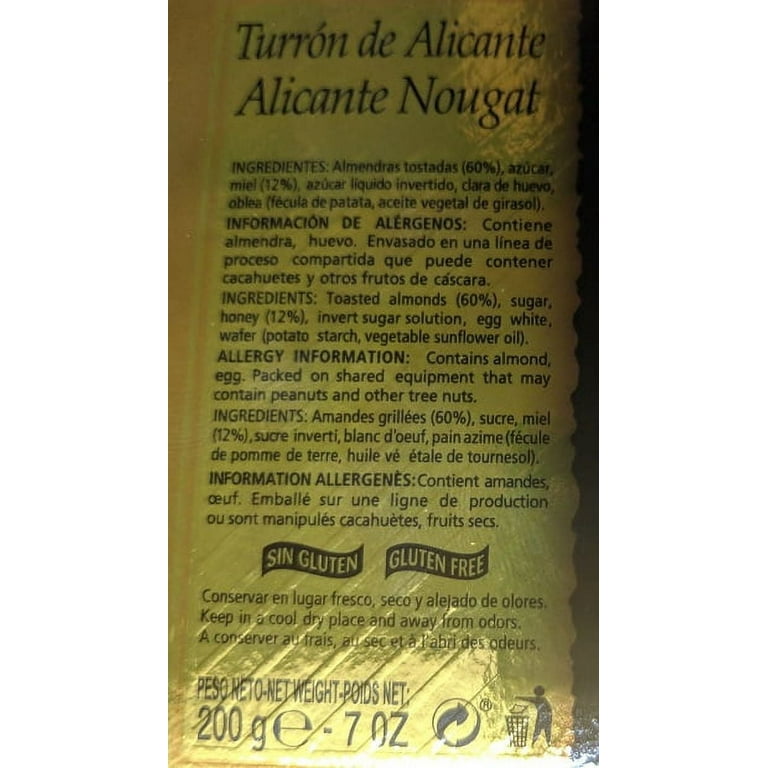 Turrón de Alicante
Alicante Nougat
INGREDIENTES: Almendras tostadas (60%), azúcar,
miel (12%), azúcar líquido invertido, clara de huevo,
oblea (fécula de patata, aceite vegetal de girasol).
INFORMACIÓN DE ALÉRGENOS: Contiene
almendra, huevo. Envasado en una línea de
proceso compartida que puede contener
cacahuetes y otros frutos de cáscara.
INGREDIENTS: Toasted almonds (60%), sugar,
honey (12%), invert sugar solution, egg white,
wafer (potato starch, vegetable sunflower oil).
ALLERGY INFORMATION: Contains almond,
egg. Packed on shared equipment that may
contain peanuts and other tree nuts.
INGREDIENTS: Amandes grillées (60%), sucre, miel
(12%), sucre inverti, blanc d'oeuf, pain azime (fécule
de pomme de terre, huile vé étale de tournesol).
INFORMATION ALLERGENÈS: Contient amandes,
œuf. Emballé sur une ligne de production
ou sont manipulés cacahuètes, fruits secs.
SIN GLUTEN GLUTEN FREE
Conservar en lugar fresco, seco y alejado de olores.
Keep in a cool dry place and away from odors.
A conserver au frais, au sec et à l'abri des odeurs.
PESO NETO-NET WEIGHT-POIDS NET:
200 g ℮ - 7 OZ ®